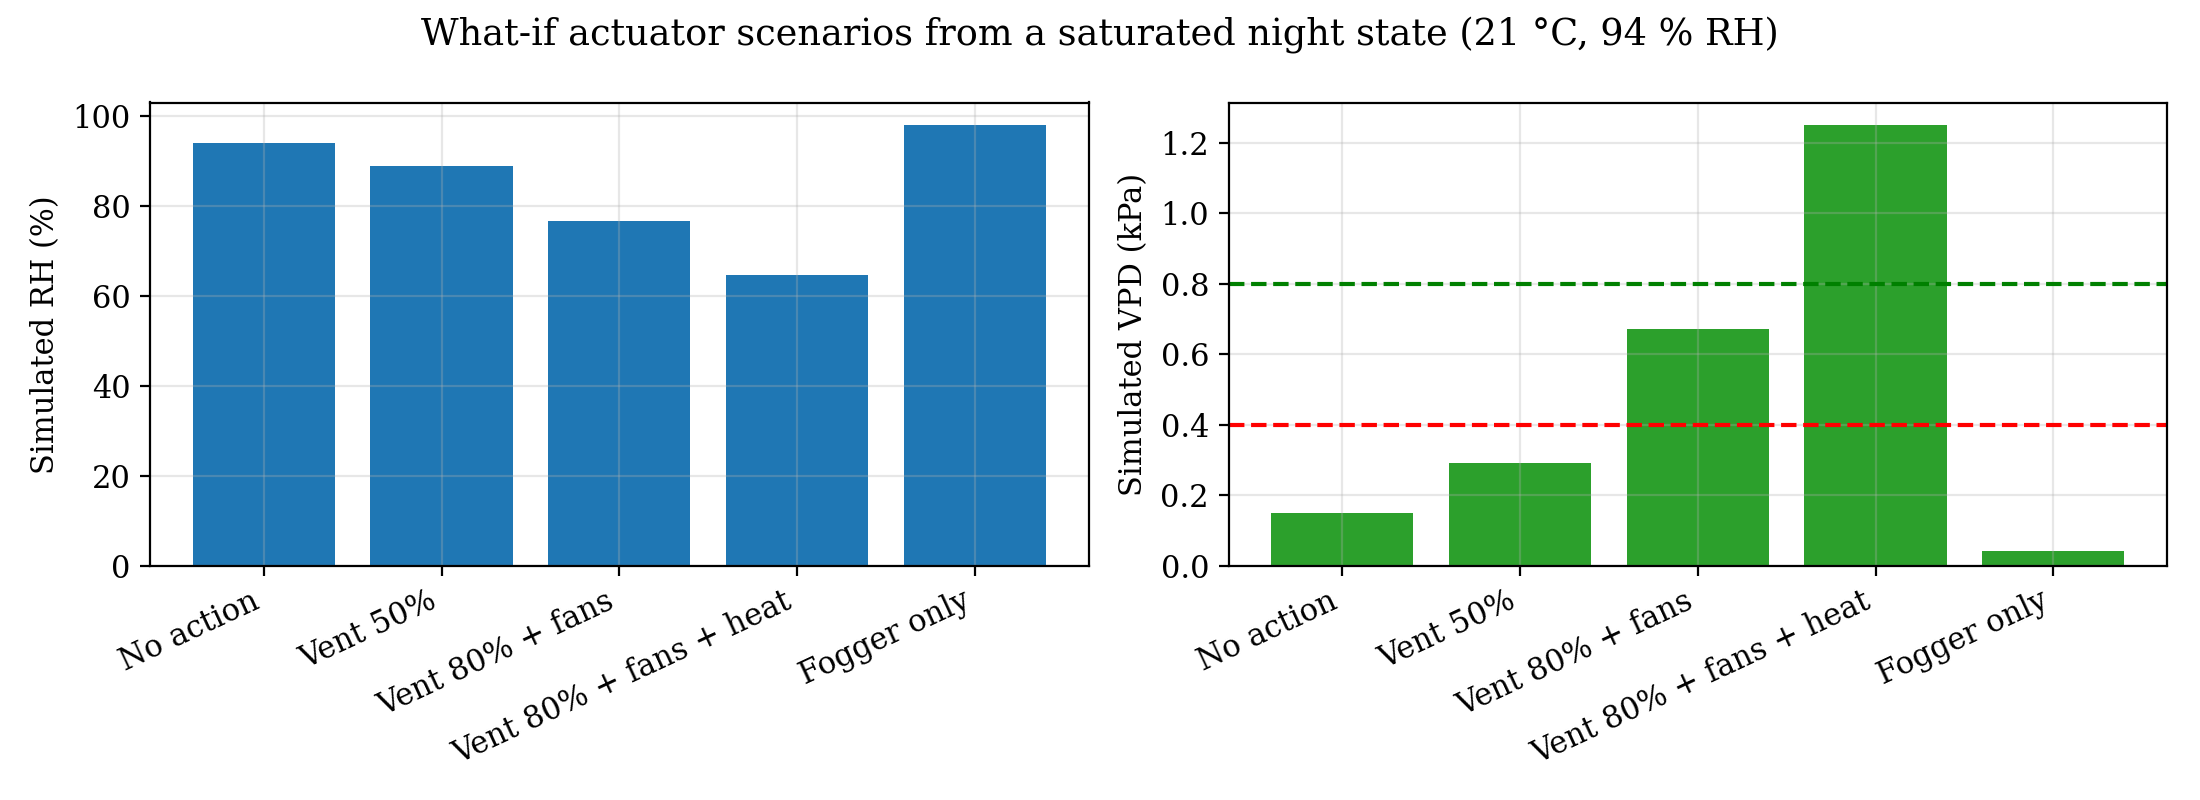 What-if actuator scenarios from a saturated night state (21 °C, 94 % RH)
Simulated RH (%)
100
80
60
40
20
0
No action
Vent 50%
Vent 80% + fans
Vent 80% + fans + heat
Fogger only
Simulated VPD (kPa)
1.2
1.0
0.8
0.6
0.4
0.2
0.0
No action
Vent 50%
Vent 80% + fans
Vent 80% + fans + heat
Fogger only